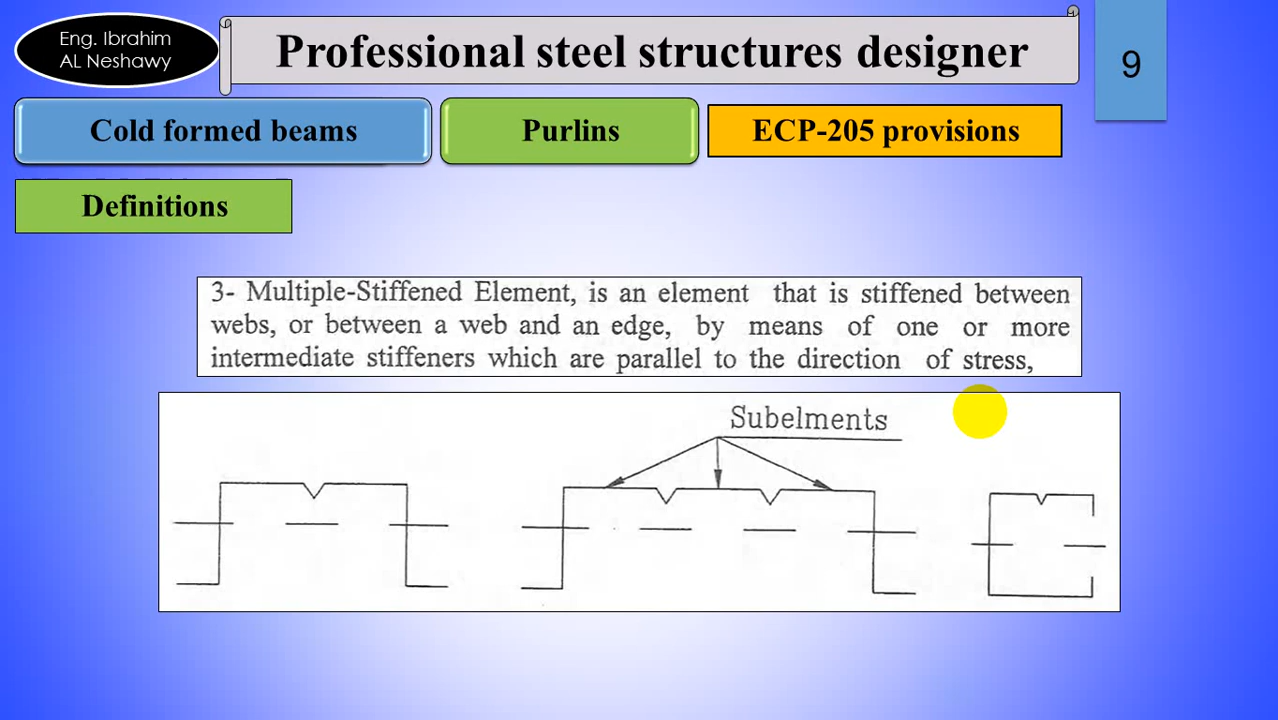 Eng. Ibrahim
AL Neshawy
Professional steel structures designer
9
Cold formed beams
Purlins
ECP-205 provisions
Definitions
3- Multiple-Stiffened Element, is an element that is stiffened between
webs, or between a web and an edge, by means of one or more
intermediate stiffeners which are parallel to the direction of stress,
Subelments